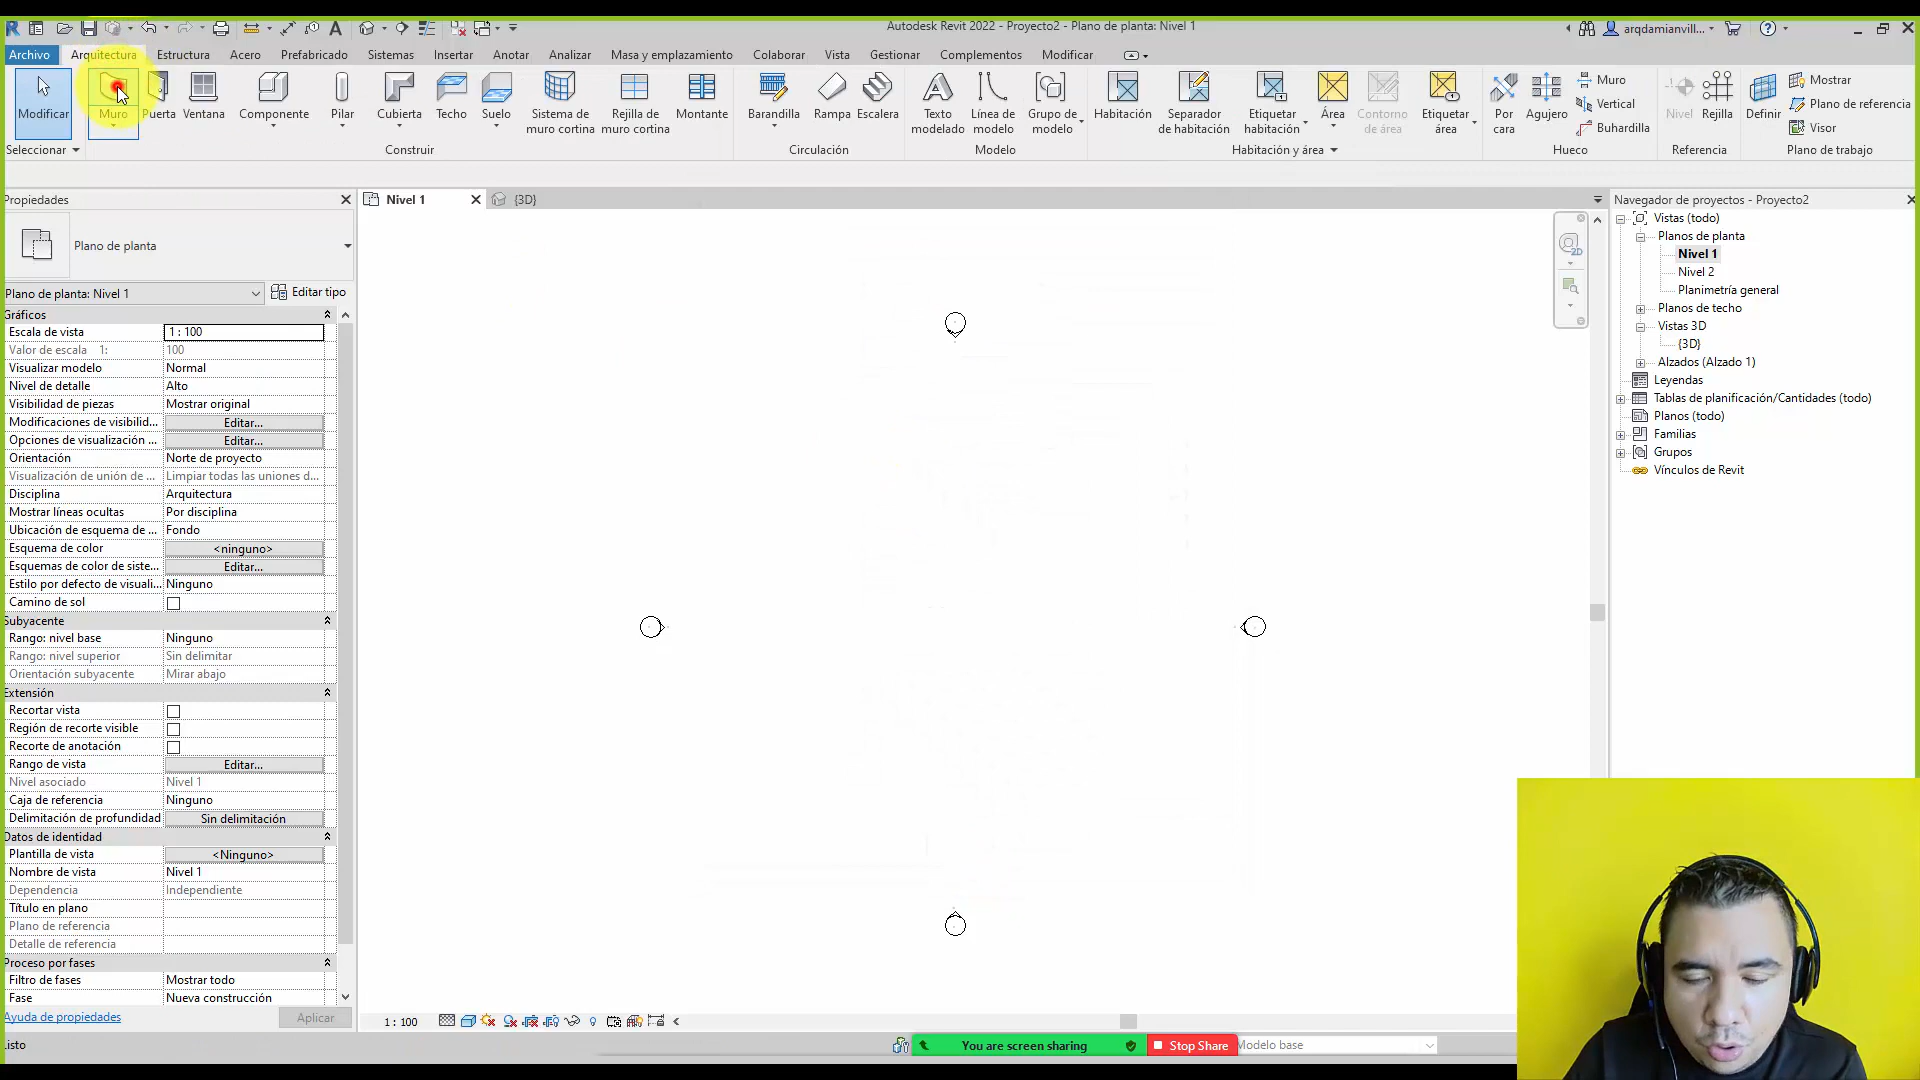 Autodesk Revit 2022 - Proyecto2 - Plano de planta: Nivel 1
arqdamianvill...
Archivo Arquitectura Estructura Acero Prefabricado Sistemas Insertar Anotar Analizar Masa y emplazamiento Colaborar Vista Gestionar Complementos Modificar
Modificar
Muro
Puerta
Ventana
Componente
Pilar
Cubierta
Techo
Suelo
Sistema de
muro cortina
Rejilla de
muro cortina
Montante
Barandilla
Rampa
Escalera
Texto
modelado
Línea de
modelo
Grupo de
modelo
Habitación
Separador
de habitación
Etiquetar
habitación
Área
Contorno
de área
Etiquetar
área
Por
cara
Agujero
Muro
Vertical
Buhardilla
Nivel
Rejilla
Definir
Mostrar
Plano de referencia
Visor
Seleccionar
Construir
Circulación
Modelo
Habitación y área
Hueco
Referencia
Plano de trabajo
Propiedades
Plano de planta
Plano de planta: Nivel 1
Editar tipo
Gráficos
Escala de vista 1 : 100
Valor de escala 1: 100
Visualizar modelo Normal
Nivel de detalle Alto
Visibilidad de piezas Mostrar original
Modificaciones de visibilid... Editar...
Opciones de visualización ... Editar...
Orientación Norte de proyecto
Visualización de unión de ... Limpiar todas las uniones d...
Disciplina Arquitectura
Mostrar líneas ocultas Por disciplina
Ubicación de esquema de ... Fondo
Esquema de color <ninguno>
Esquemas de color de siste... Editar...
Estilo por defecto de visuali... Ninguno
Camino de sol
Subyacente
Rango: nivel base Ninguno
Rango: nivel superior Sin delimitar
Orientación subyacente Mirar abajo
Extensión
Recortar vista
Región de recorte visible
Recorte de anotación
Rango de vista Editar...
Nivel asociado Nivel 1
Caja de referencia Ninguno
Delimitación de profundidad Sin delimitación
Datos de identidad
Plantilla de vista <Ninguno>
Nombre de vista Nivel 1
Dependencia Independiente
Título en plano
Plano de referencia
Detalle de referencia
Proceso por fases
Filtro de fases Mostrar todo
Fase Nueva construcción
Ayuda de propiedades
Aplicar
Nivel 1
{3D}
2D
1 : 100
Navegador de proyectos - Proyecto2
Vistas (todo)
Planos de planta
Nivel 1
Nivel 2
Planimetría general
Planos de techo
Vistas 3D
{3D}
Alzados (Alzado 1)
Leyendas
Tablas de planificación/Cantidades (todo)
Planos (todo)
Familias
Grupos
Vínculos de Revit
Listo
You are screen sharing
Stop Share
Modelo base